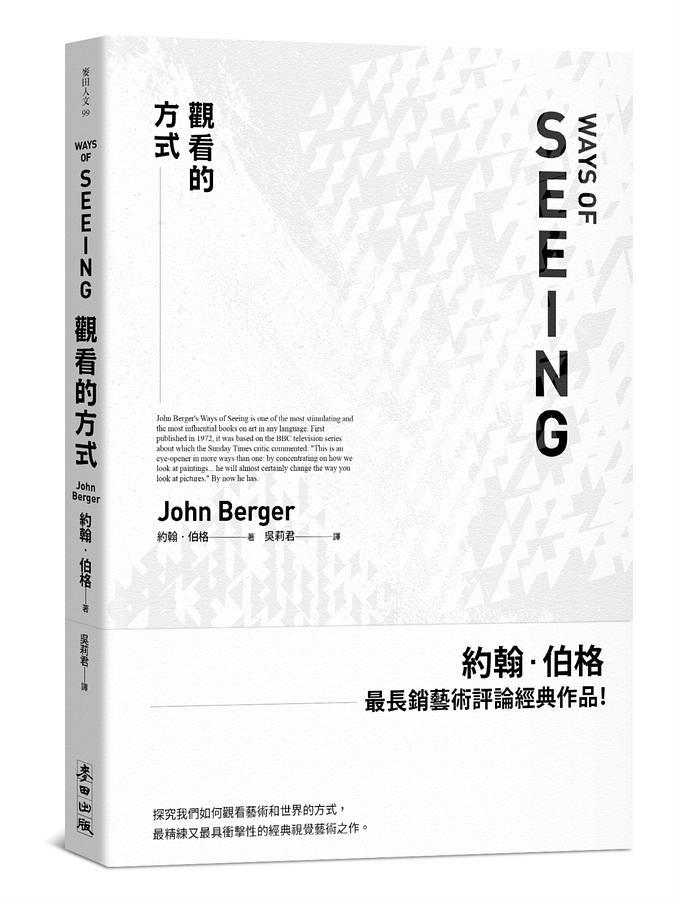 麥田人文 99
WAYS
OF
SEEING
觀看的方式
John
Berger
約翰．伯格——著
吳莉君——譯
麥田出版
觀看的
方式
WAYS OF
SEEING
John Berger's Ways of Seeing is one of the most stimulating and
the most influential books on art in any language. First
published in 1972, it was based on the BBC television series
about which the Sunday Times critic commented. "This is an
eye-opener in more ways than one: by concentrating on how we
look at paintings... he will almost certainly change the way you
look at pictures." By now he has.
John Berger
約翰．伯格———著 吳莉君———譯
約翰．伯格
最長銷藝術評論經典作品！
探究我們如何觀看藝術和世界的方式，
最精練又最具衝擊性的經典視覺藝術之作。